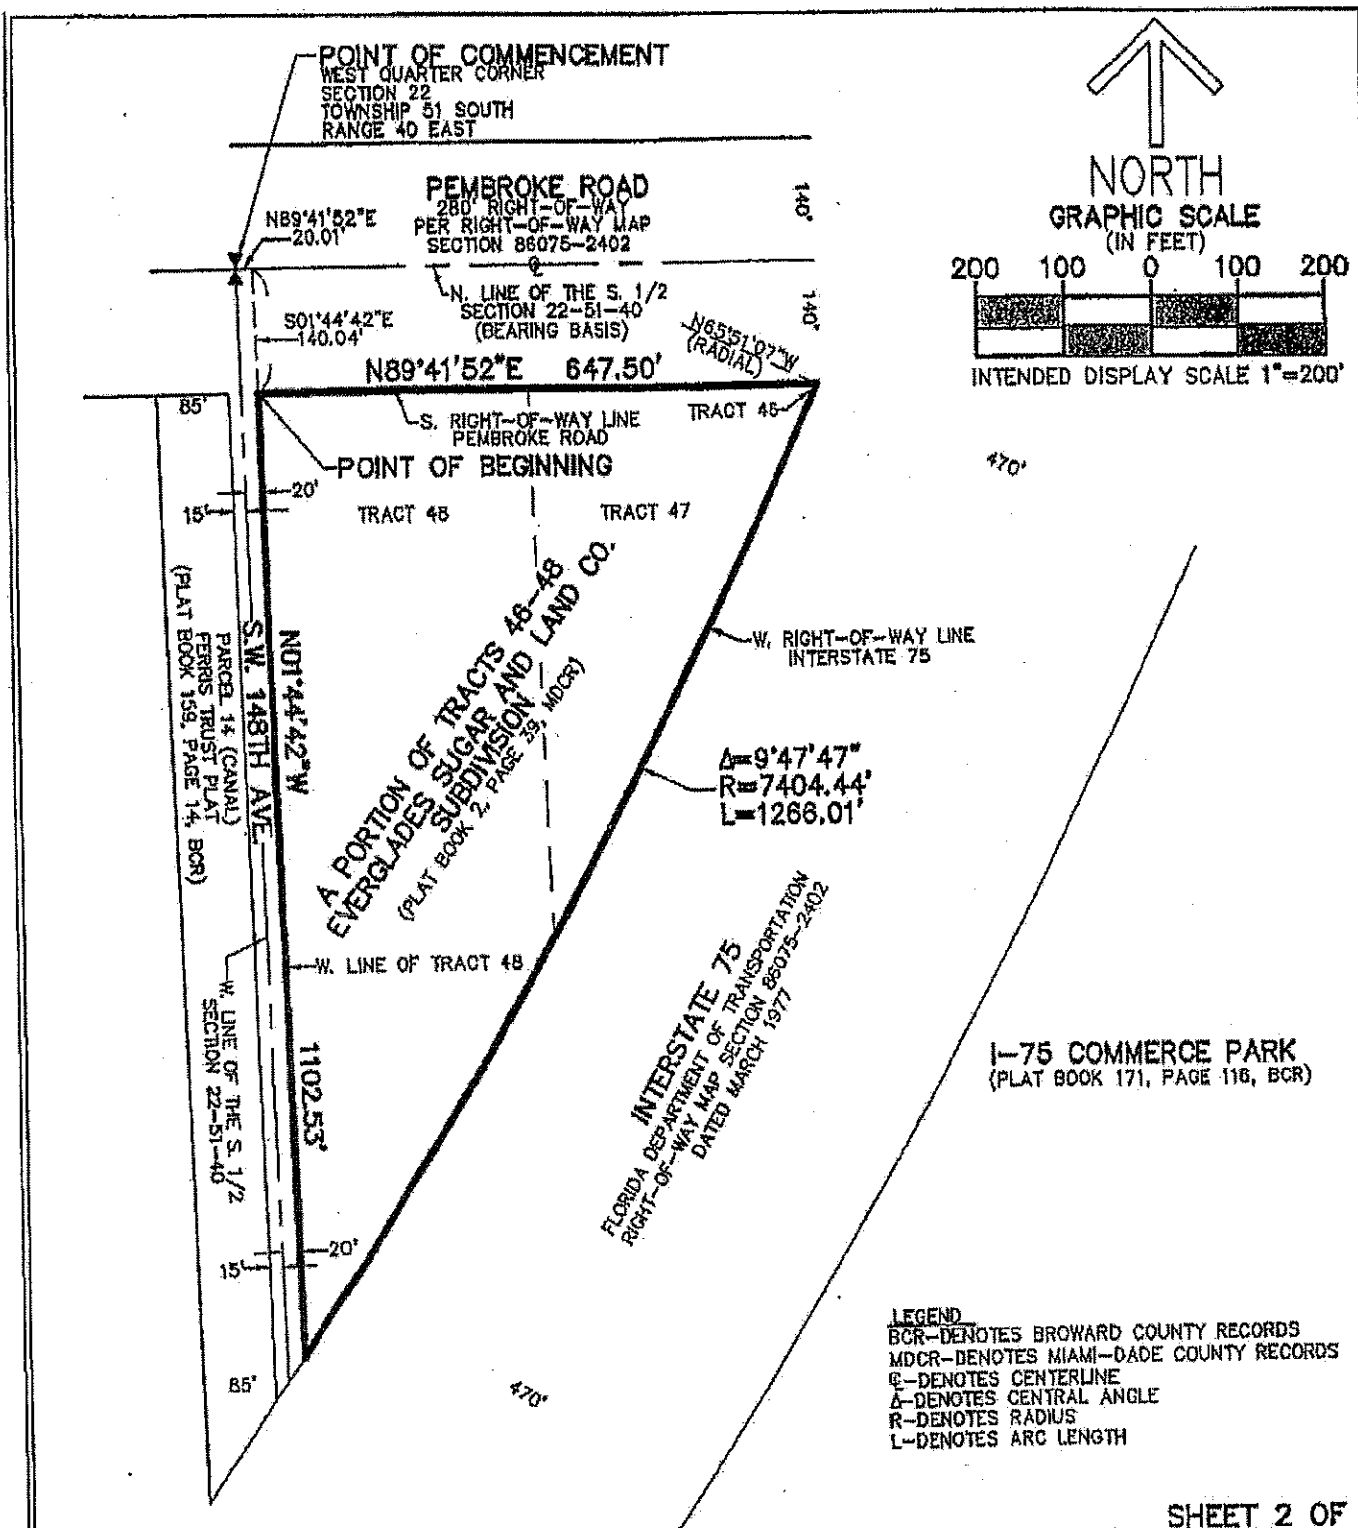 POINT OF COMMENCEMENT
WEST QUARTER CORNER
SECTION 22
TOWNSHIP 51 SOUTH
RANGE 40 EAST
NORTH
GRAPHIC SCALE
(IN FEET)
200 100 0 100 200
INTENDED DISPLAY SCALE 1"=200'
PEMBROKE ROAD
280' RIGHT-OF-WAY
PER RIGHT-OF-WAY MAP
SECTION 86075-2402
140'
N89°41'52"E
20.01'
℄
N. LINE OF THE S. 1/2
SECTION 22-51-40
(BEARING BASIS)
140'
S01°44'42"E
140.04'
N65°51'07"W
(RADIAL)
N89°41'52"E 647.50'
85'
S. RIGHT-OF-WAY LINE
PEMBROKE ROAD
TRACT 46
POINT OF BEGINNING
470'
20'
15'
TRACT 48
TRACT 47
A PORTION OF TRACTS 46-48
EVERGLADES SUGAR AND LAND CO.
SUBDIVISION
(PLAT BOOK 2, PAGE 39, MDCR)
W. RIGHT-OF-WAY LINE
INTERSTATE 75
N01°44'42"W
S.W. 148TH AVE.
PARCEL 14 (CANAL)
FERRIS TRUST PLAT
(PLAT BOOK 159, PAGE 14, BCR)
Δ=9°47'47"
R=7404.44'
L=1266.01'
W. LINE OF TRACT 48
W. LINE OF THE S. 1/2
SECTION 22-51-40
1102.53'
INTERSTATE 75
FLORIDA DEPARTMENT OF TRANSPORTATION
RIGHT-OF-WAY MAP SECTION 86075-2402
DATED MARCH 1977
I-75 COMMERCE PARK
(PLAT BOOK 171, PAGE 116, BCR)
20'
15'
85'
470'
LEGEND
BCR-DENOTES BROWARD COUNTY RECORDS
MDCR-DENOTES MIAMI-DADE COUNTY RECORDS
℄-DENOTES CENTERLINE
Δ-DENOTES CENTRAL ANGLE
R-DENOTES RADIUS
L-DENOTES ARC LENGTH
SHEET 2 OF